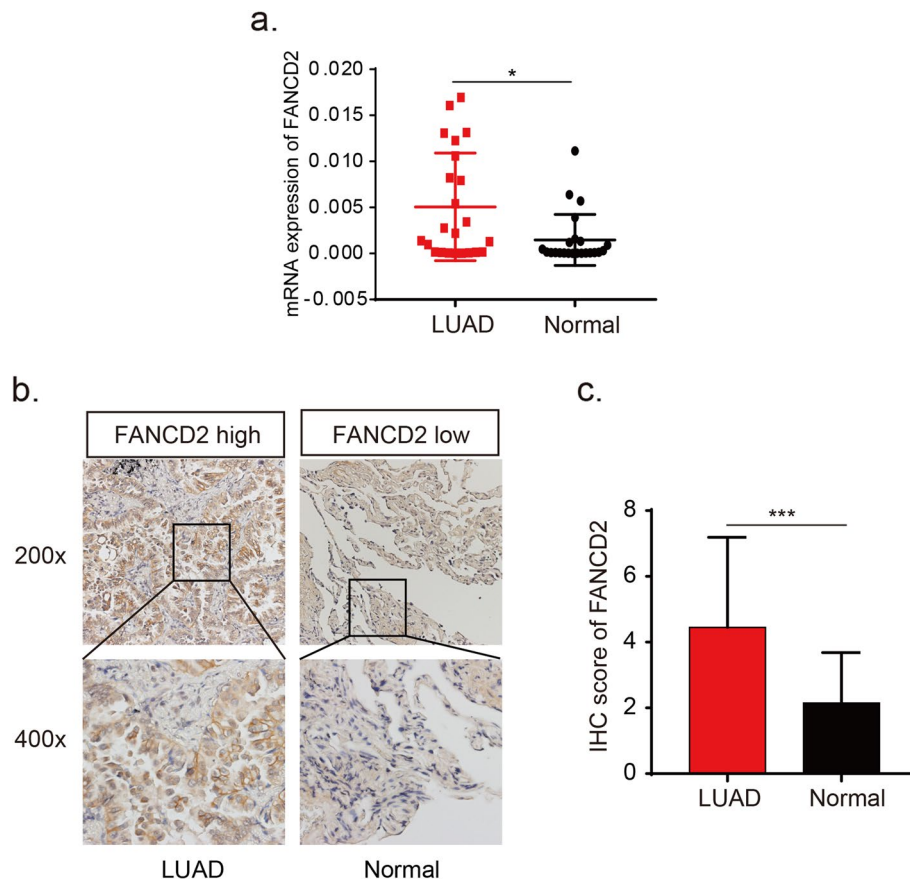 a.
mRNA expression of FANCD2
0.020
0.015
0.010
0.005
0.000
-0.005
*
LUAD Normal
b.
FANCD2 high FANCD2 low
200x
400x
LUAD Normal
c.
IHC score of FANCD2
8
6
4
2
0
***
LUAD Normal